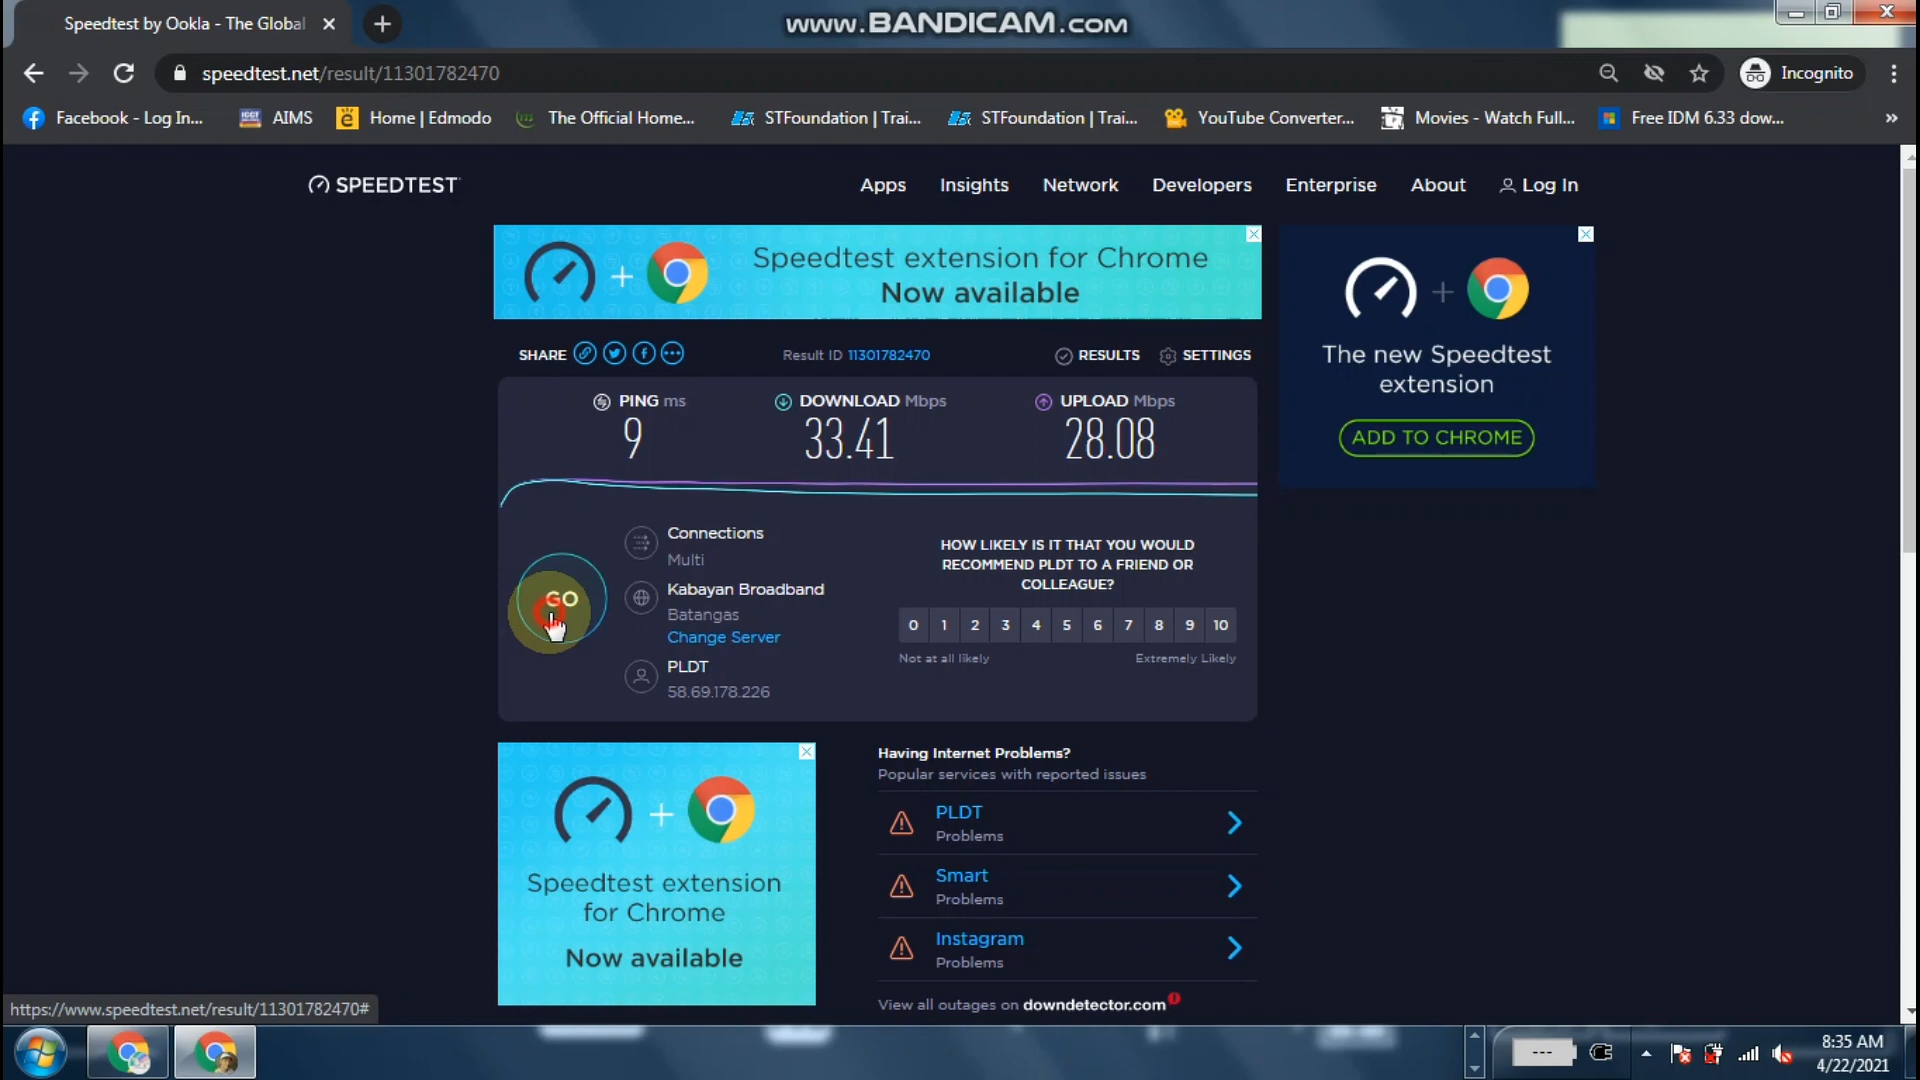 Speedtest by Ookla - The Global
www.BANDICAM.com
speedtest.net/result/11301782470
Incognito
Facebook - Log In...
AIMS
Home | Edmodo
The Official Home...
STFoundation | Trai...
STFoundation | Trai...
YouTube Converter...
Movies - Watch Full...
Free IDM 6.33 dow...
SPEEDTEST
Apps
Insights
Network
Developers
Enterprise
About
Log In
Speedtest extension for Chrome
Now available
The new Speedtest
extension
ADD TO CHROME
SHARE
Result ID 11301782470
RESULTS
SETTINGS
PING ms
9
DOWNLOAD Mbps
33.41
UPLOAD Mbps
28.08
GO
Connections
Multi
Kabayan Broadband
Batangas
Change Server
PLDT
58.69.178.226
HOW LIKELY IS IT THAT YOU WOULD
RECOMMEND PLDT TO A FRIEND OR
COLLEAGUE?
0 1 2 3 4 5 6 7 8 9 10
Not at all likely
Extremely Likely
Speedtest extension
for Chrome
Now available
Having Internet Problems?
Popular services with reported issues
PLDT
Problems
Smart
Problems
Instagram
Problems
View all outages on downdetector.com
https://www.speedtest.net/result/11301782470#
8:35 AM
4/22/2021